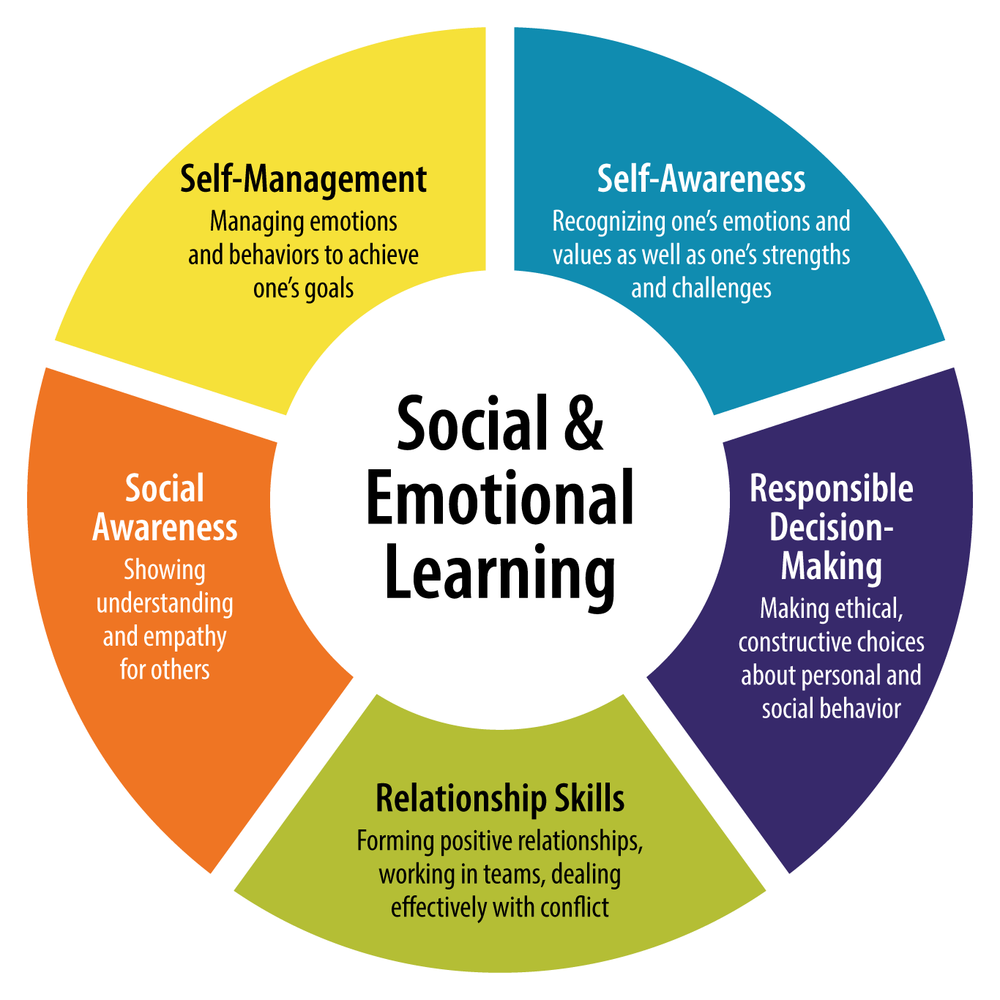 Self-Management
Managing emotions
and behaviors to achieve
one’s goals
Self-Awareness
Recognizing one’s emotions and
values as well as one’s strengths
and challenges
Social &
Emotional
Learning
Social
Awareness
Showing
understanding
and empathy
for others
Responsible
Decision-
Making
Making ethical,
constructive choices
about personal and
social behavior
Relationship Skills
Forming positive relationships,
working in teams, dealing
effectively with conflict